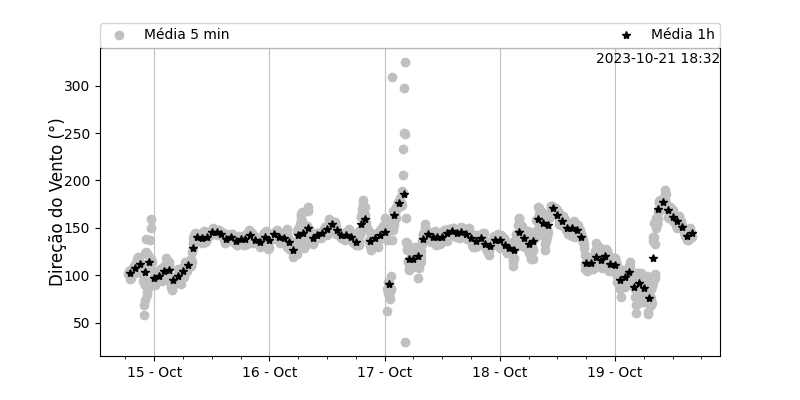 Média 5 min
Média 1h
2023-10-21 18:32
Direção do Vento (°)
300
250
200
150
100
50
15 - Oct
16 - Oct
17 - Oct
18 - Oct
19 - Oct